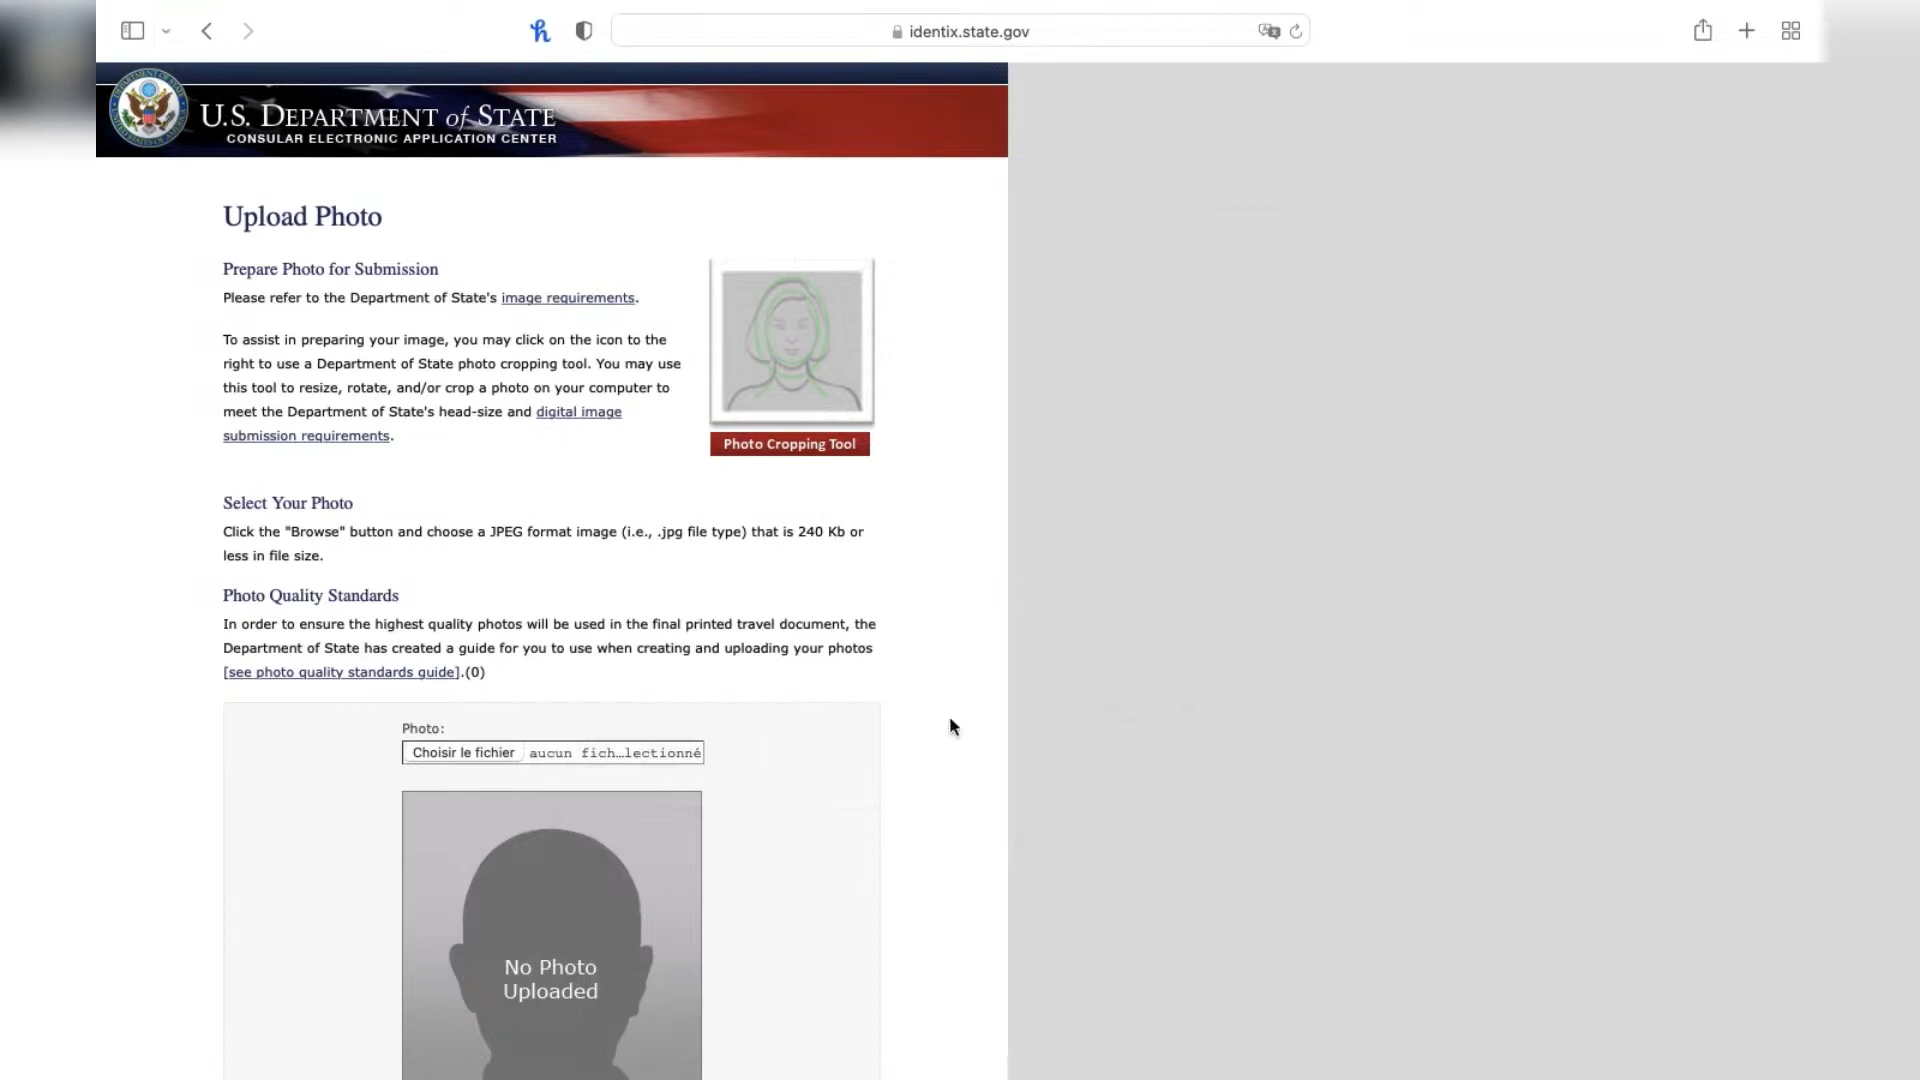 identix.state.gov
U.S. DEPARTMENT of STATE
CONSULAR ELECTRONIC APPLICATION CENTER
Upload Photo
Prepare Photo for Submission
Please refer to the Department of State's image requirements.
To assist in preparing your image, you may click on the icon to the
right to use a Department of State photo cropping tool. You may use
this tool to resize, rotate, and/or crop a photo on your computer to
meet the Department of State's head-size and digital image
submission requirements.
Photo Cropping Tool
Select Your Photo
Click the "Browse" button and choose a JPEG format image (i.e., .jpg file type) that is 240 Kb or
less in file size.
Photo Quality Standards
In order to ensure the highest quality photos will be used in the final printed travel document, the
Department of State has created a guide for you to use when creating and uploading your photos
[see photo quality standards guide].(0)
Photo:
Choisir le fichier aucun fich…lectionné
No Photo
Uploaded